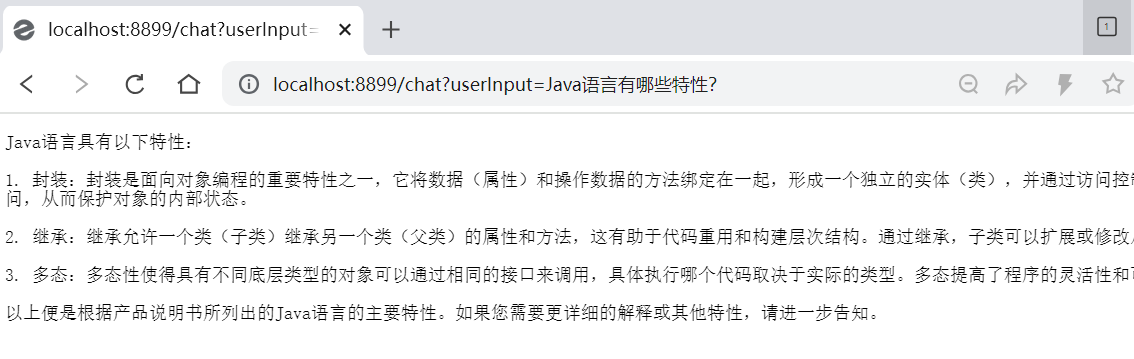 localhost:8899/chat?userInput=
1
localhost:8899/chat?userInput=Java语言有哪些特性?
Java语言具有以下特性：
1. 封装：封装是面向对象编程的重要特性之一，它将数据（属性）和操作数据的方法绑定在一起，形成一个独立的实体（类），并通过访问控
问，从而保护对象的内部状态。
2. 继承：继承允许一个类（子类）继承另一个类（父类）的属性和方法，这有助于代码重用和构建层次结构。通过继承，子类可以扩展或修改
3. 多态：多态性使得具有不同底层类型的对象可以通过相同的接口来调用，具体执行哪个代码取决于实际的类型。多态提高了程序的灵活性和
以上便是根据产品说明书所列出的Java语言的主要特性。如果您需要更详细的解释或其他特性，请进一步告知。